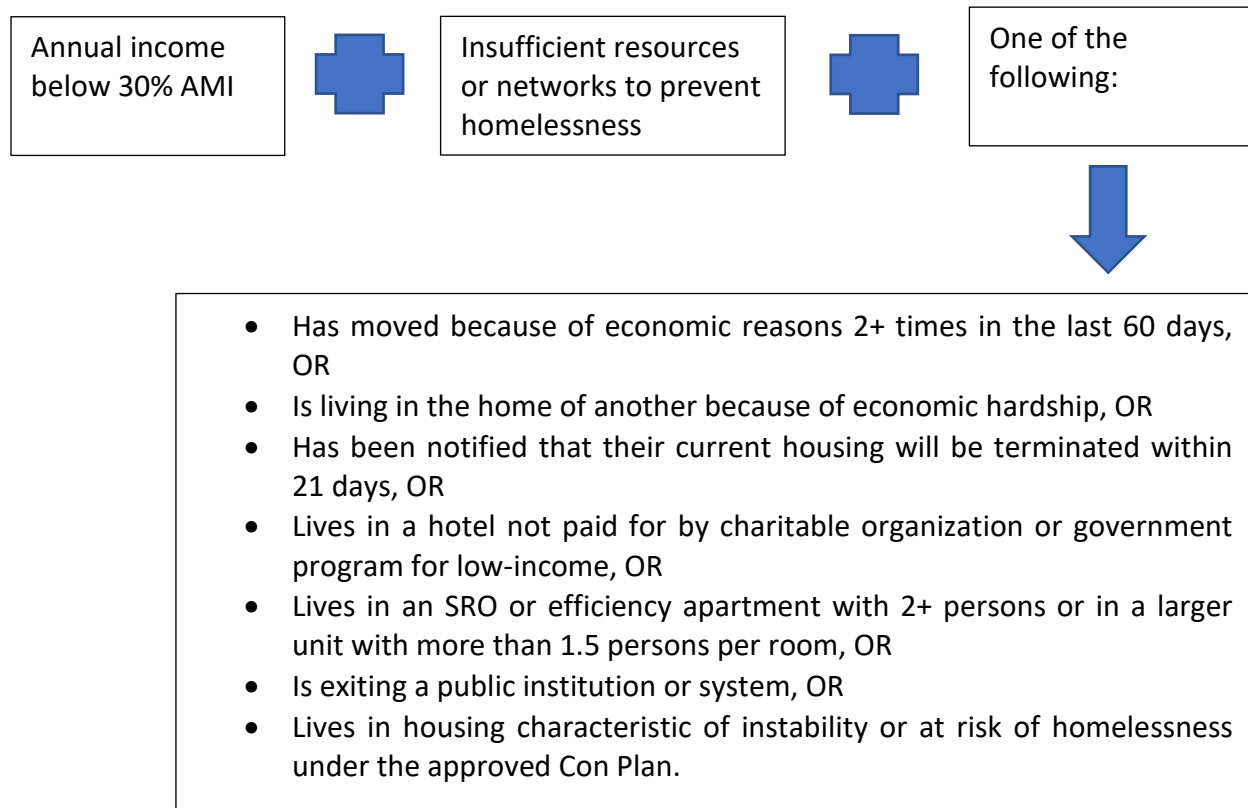 Annual income
below 30% AMI
Insufficient resources
or networks to prevent
homelessness
One of the
following:
• Has moved because of economic reasons 2+ times in the last 60 days,
OR
• Is living in the home of another because of economic hardship, OR
• Has been notified that their current housing will be terminated within
21 days, OR
• Lives in a hotel not paid for by charitable organization or government
program for low-income, OR
• Lives in an SRO or efficiency apartment with 2+ persons or in a larger
unit with more than 1.5 persons per room, OR
• Is exiting a public institution or system, OR
• Lives in housing characteristic of instability or at risk of homelessness
under the approved Con Plan.